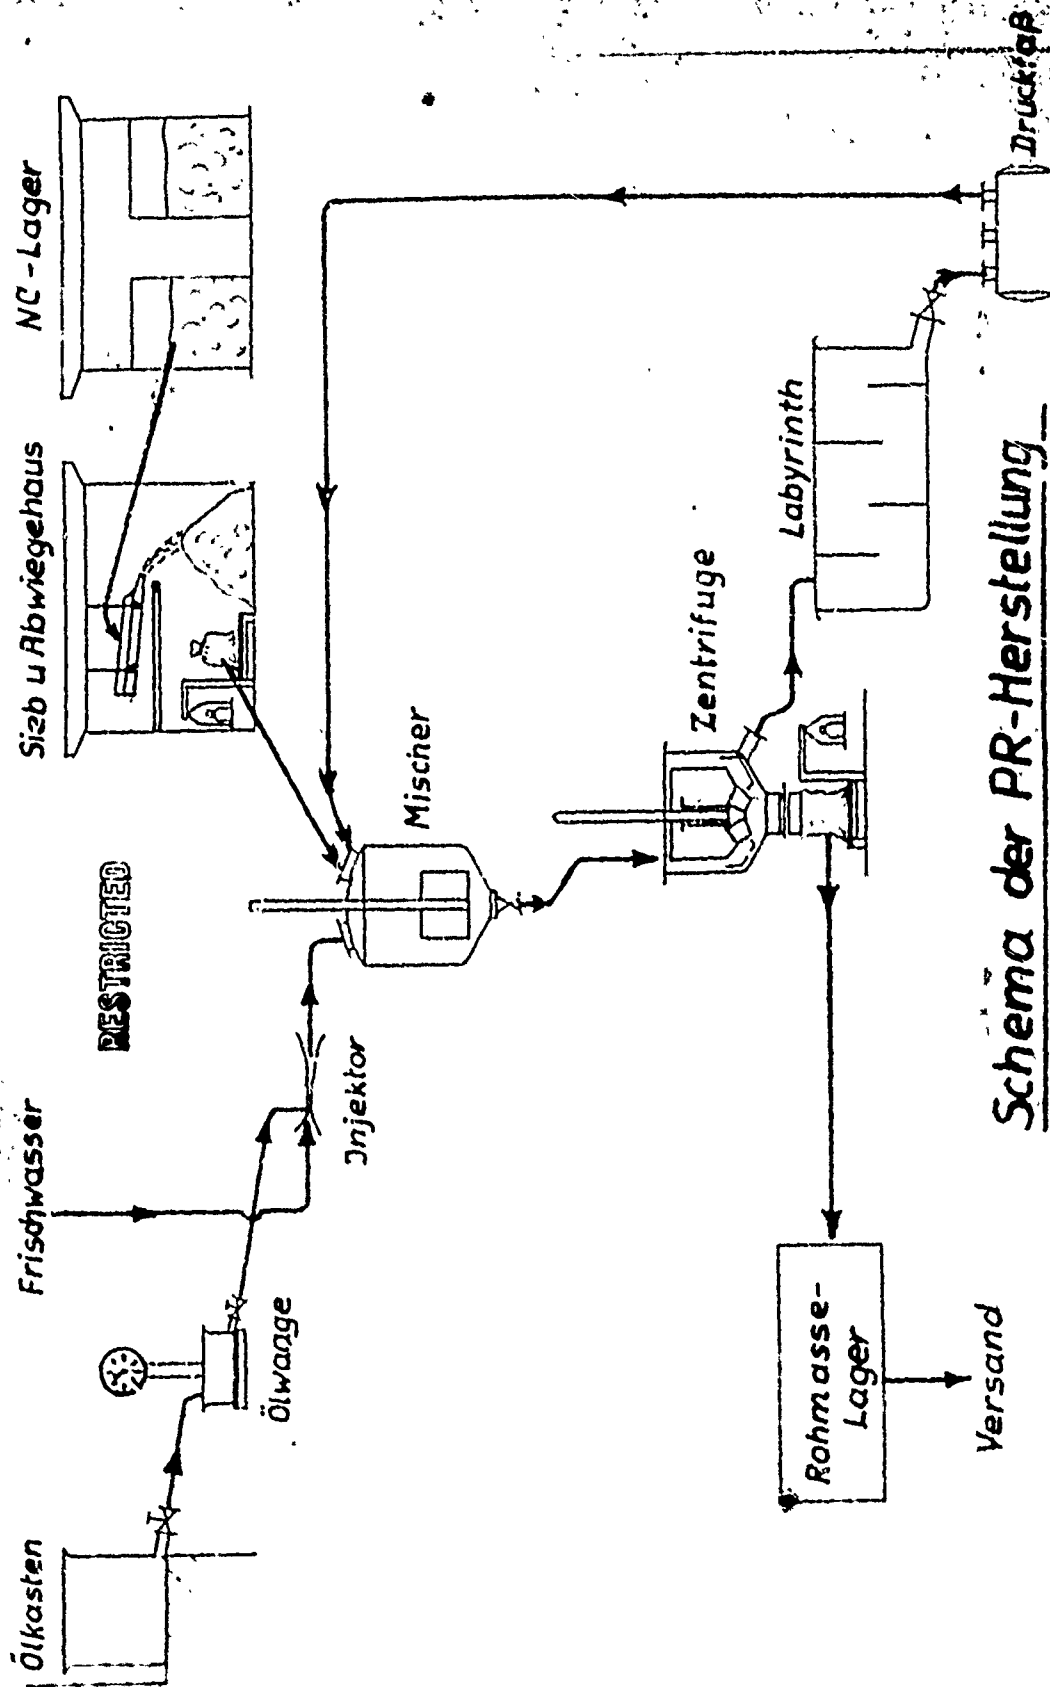 Ölkasten
Frischwasser
Sieb u Abwiegehaus
NC-Lager
RESTRICTED
Ölwaage
Injektor
Mischer
Zentrifuge
Labyrinth
Druckfaß
Rohmasse-
Lager
Versand
Schema der PR-Herstellung